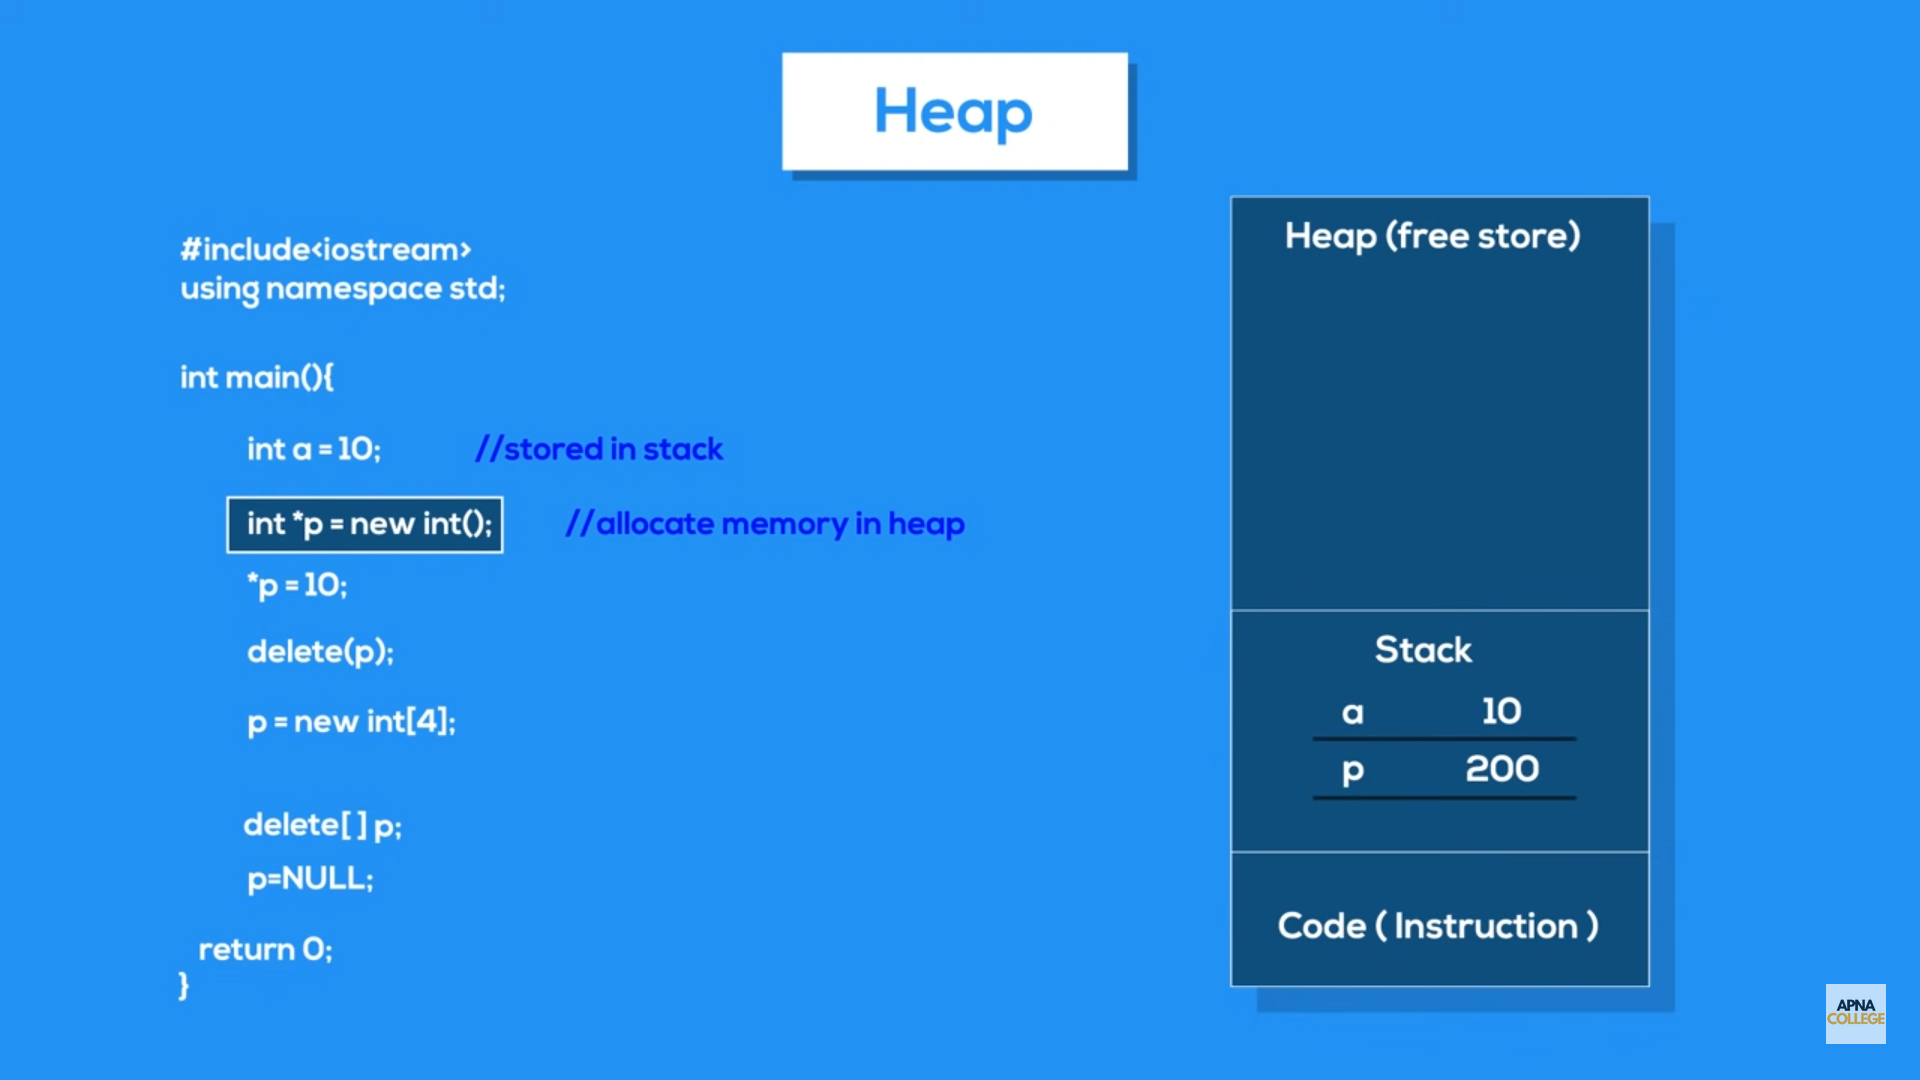 Heap
#include<iostream>
using namespace std;
int main(){
int a = 10; //stored in stack
int *p = new int(); //allocate memory in heap
*p = 10;
delete(p);
p = new int[4];
delete[ ] p;
p=NULL;
return 0;
}
Heap (free store)
Stack
a 10
p 200
Code ( Instruction )
APNA
COLLEGE